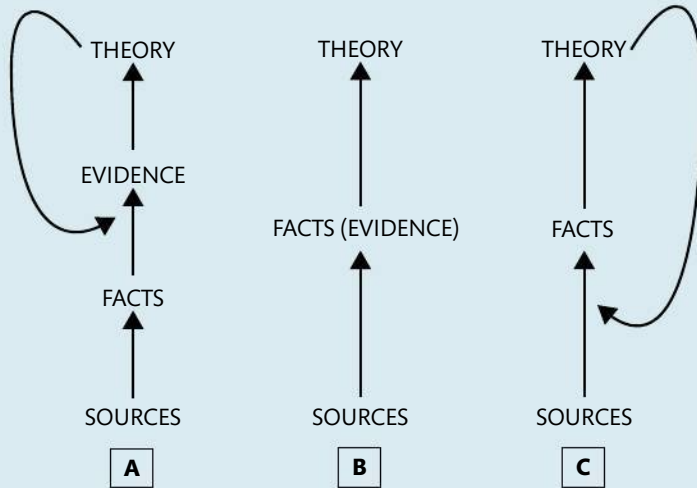 THEORY
EVIDENCE
FACTS
SOURCES
A
THEORY
FACTS (EVIDENCE)
SOURCES
B
THEORY
FACTS
SOURCES
C